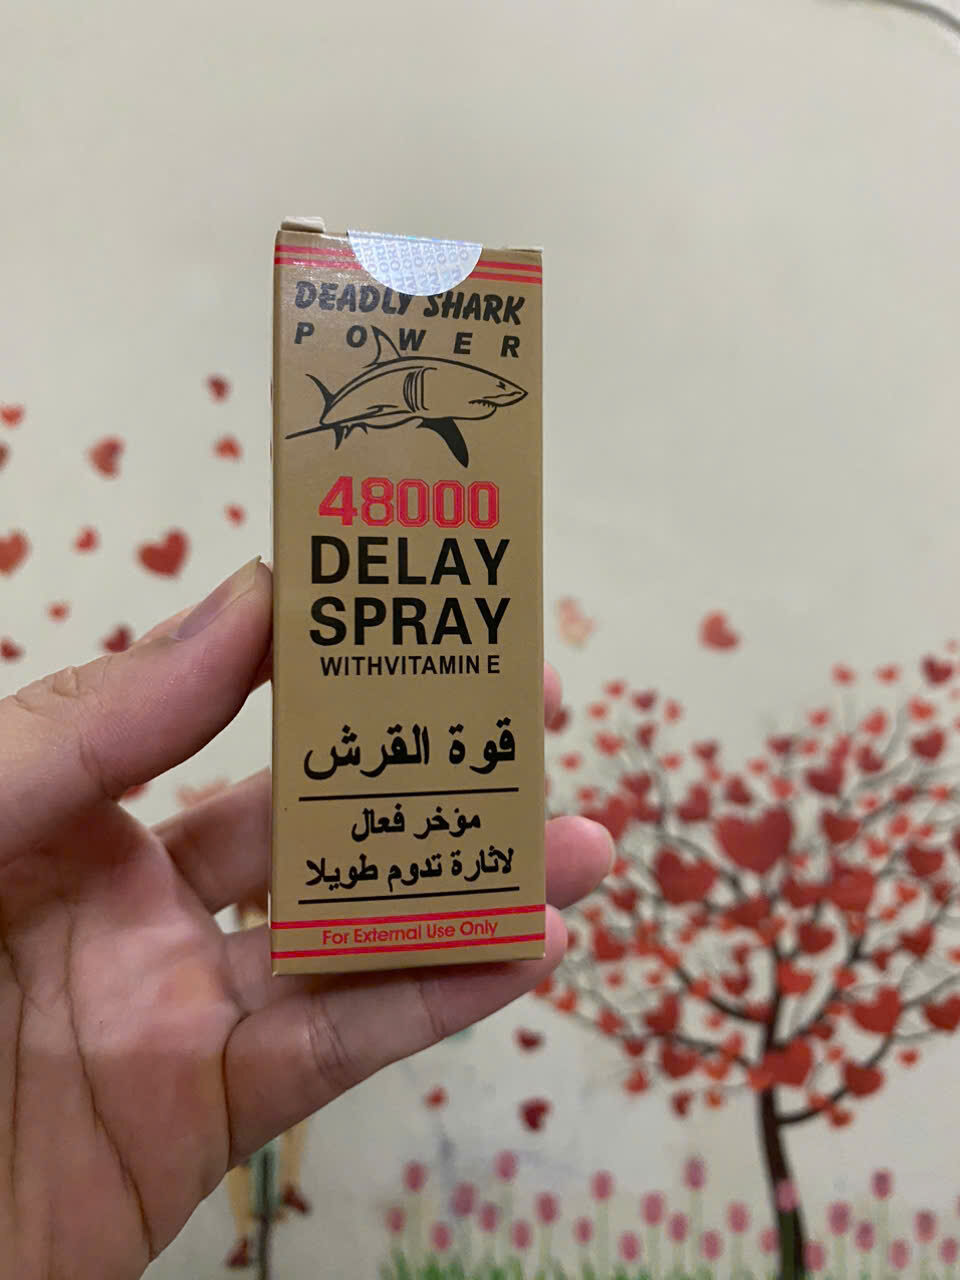 DEADLY SHARK
POWER
48000
DELAY
SPRAY
WITHVITAMIN E
قوة القرش
مؤخر فعال
لاثارة تدوم طويلا
For External Use Only